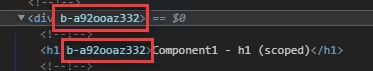 <div b-a92ooaz332> == $0
<!--!-->
<h1 b-a92ooaz332>Component1 - h1 (scoped)</h1>
<!--!-->